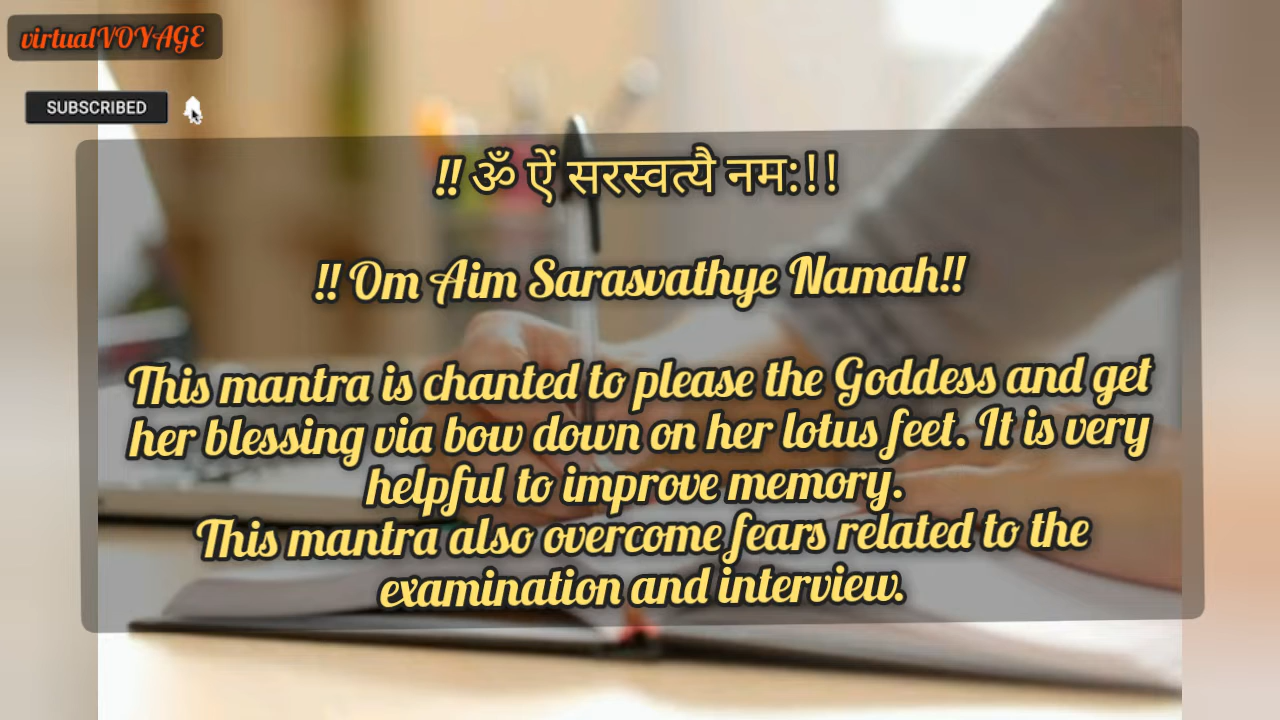 virtualVOYAGE
SUBSCRIBED
!! ॐ ऐं सरस्वत्यै नम:!!
!! Om Aim Sarasvathye Namah!!
This mantra is chanted to please the Goddess and get
her blessing via bow down on her lotus feet. It is very
helpful to improve memory.
This mantra also overcome fears related to the
examination and interview.